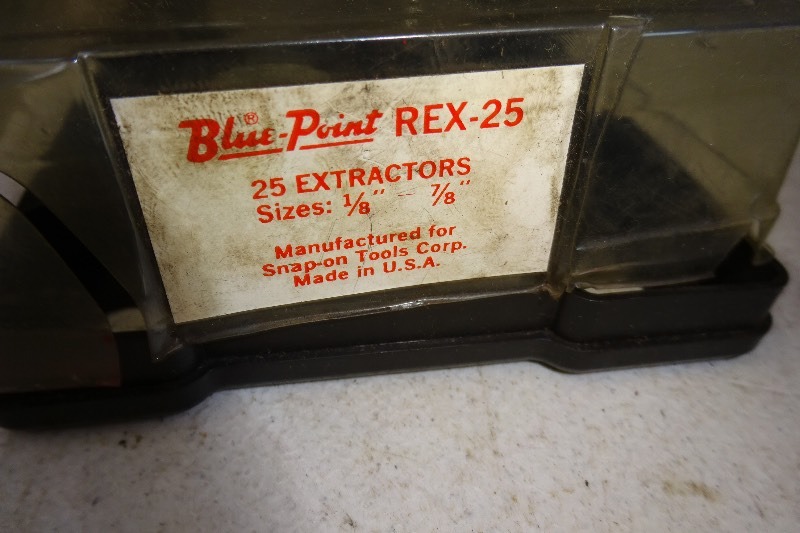 Blue-Point® REX-25
25 EXTRACTORS
Sizes: 1/8" - 7/8"
Manufactured for
Snap-on Tools Corp.
Made in U.S.A.